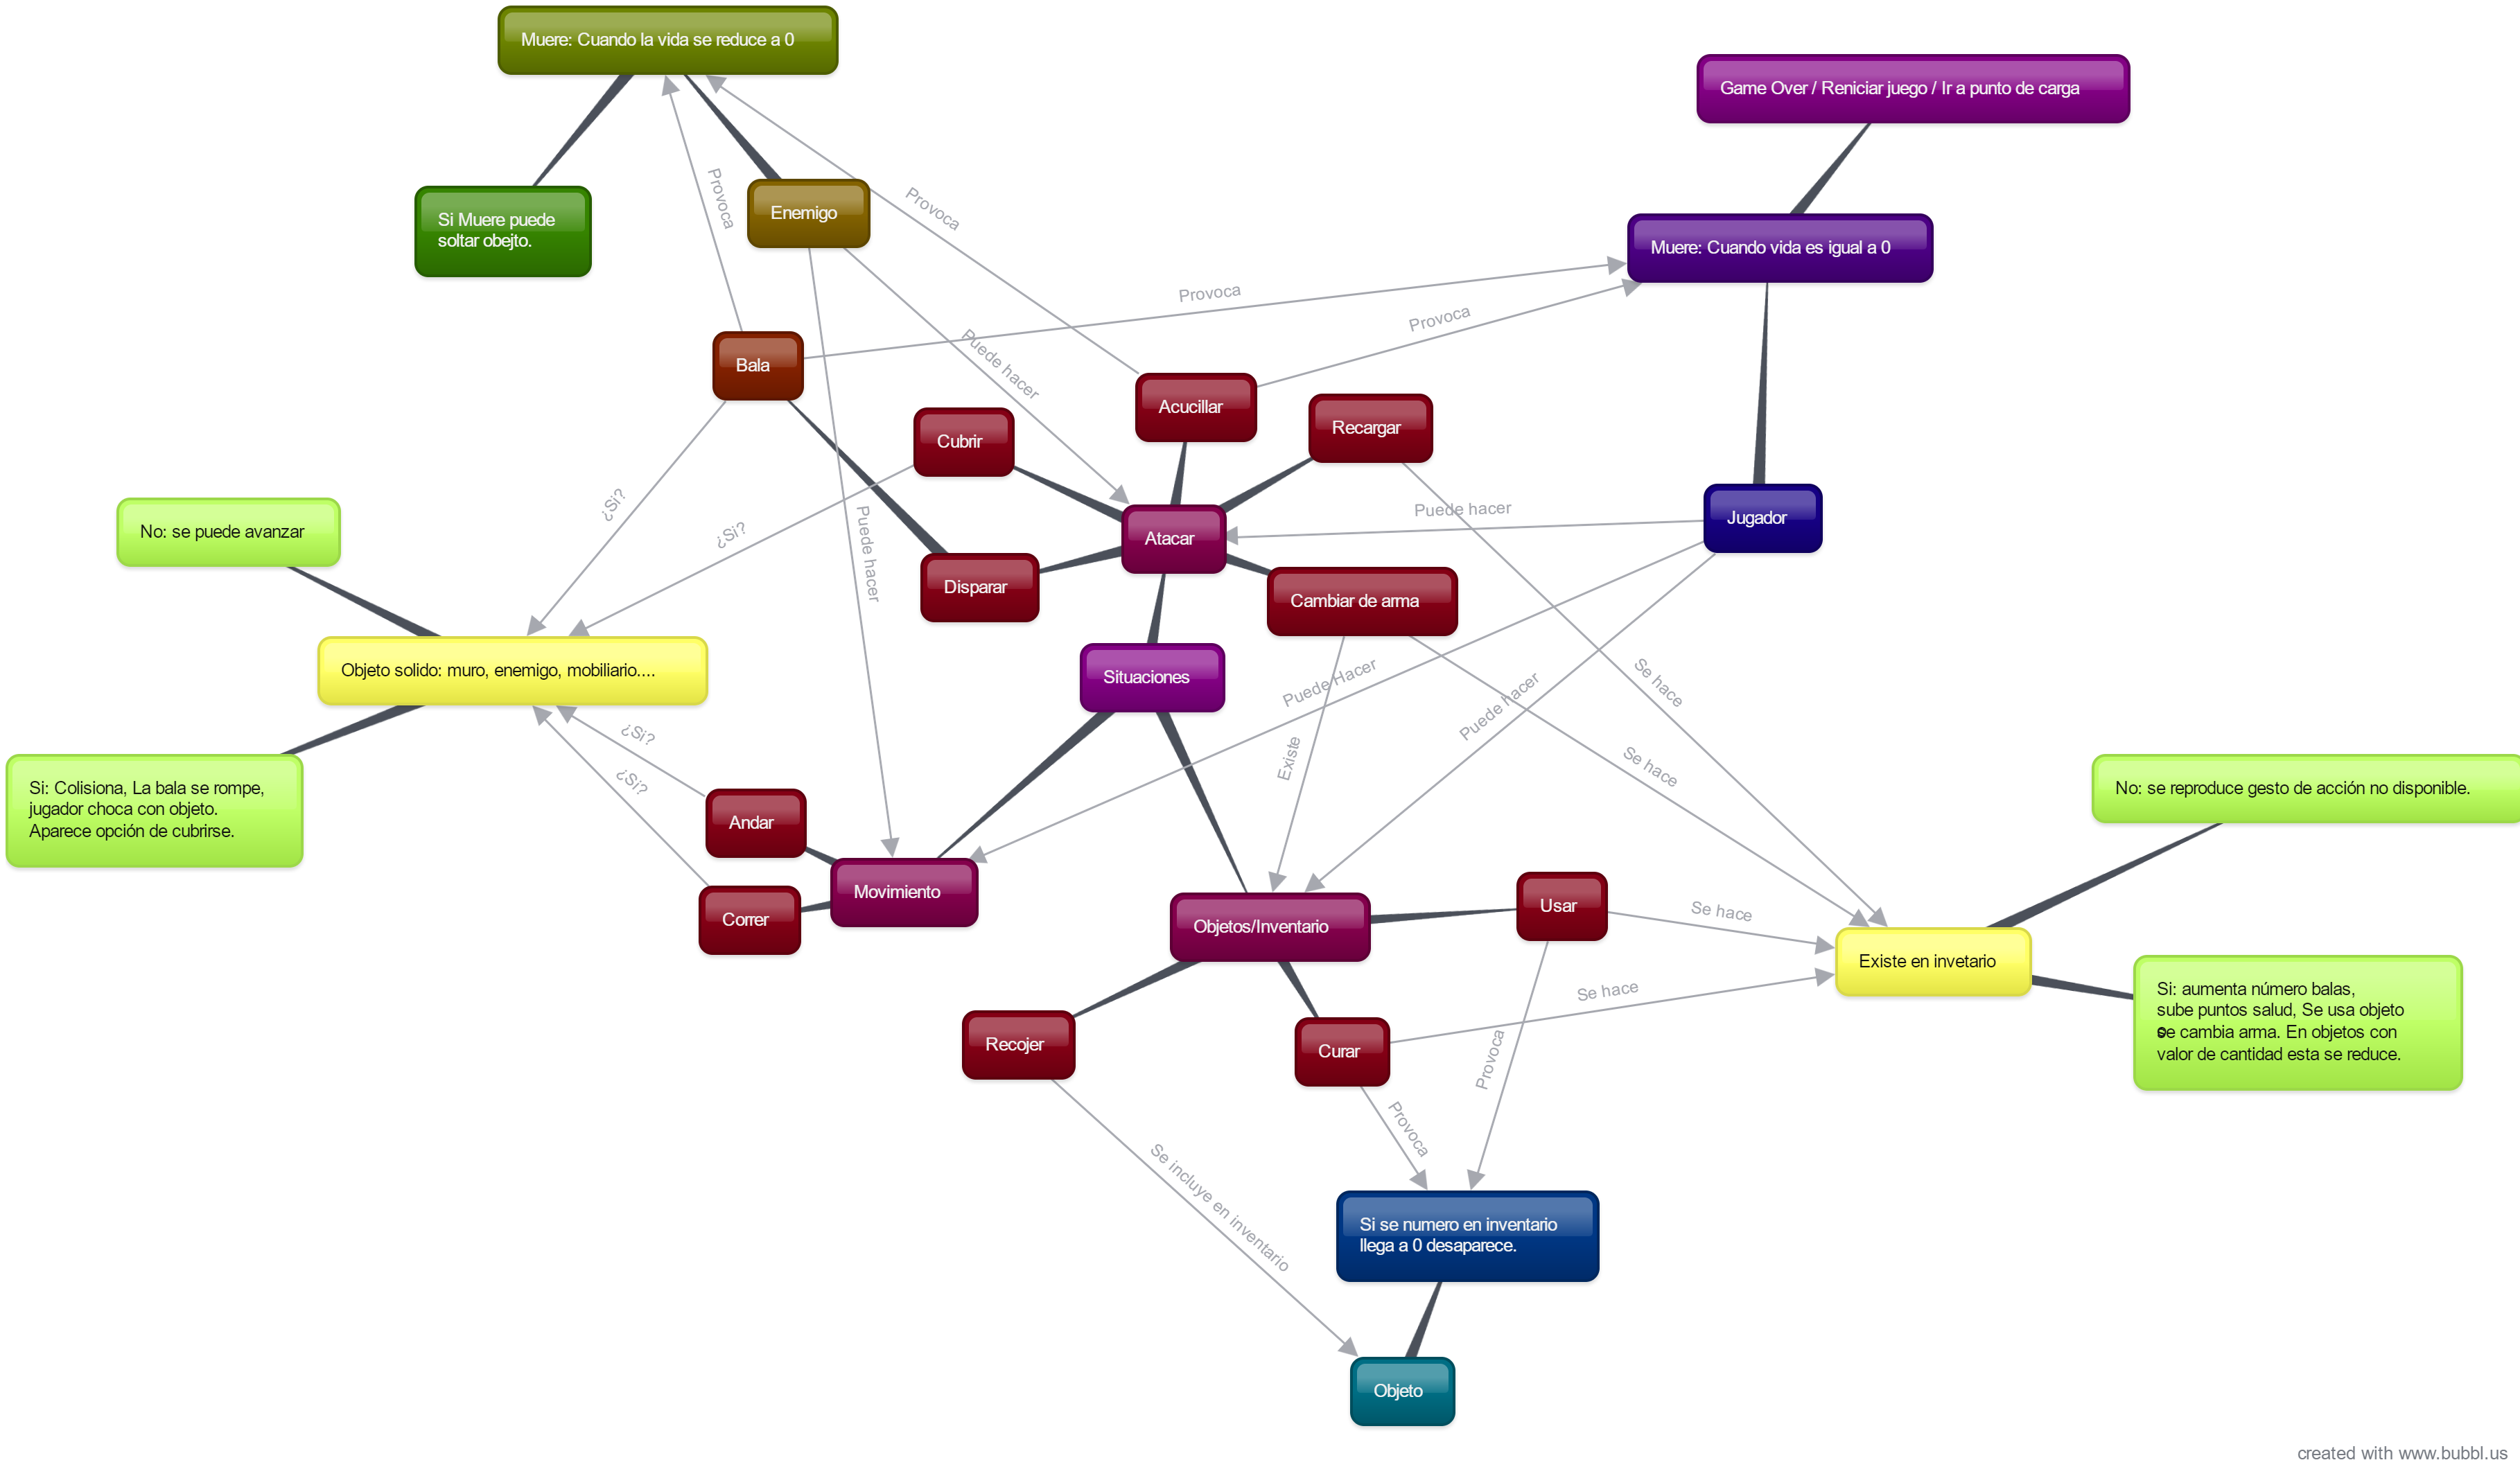 Muere: Cuando la vida se reduce a 0
Game Over / Reniciar juego / Ir a punto de carga
Si Muere puede
soltar obejto.
Enemigo
Provoca
Provoca
Muere: Cuando vida es igual a 0
Provoca
Provoca
Bala
Puede hacer
Acucillar
Recargar
Cubrir
¿Si?
¿Si?
Puede hacer
Puede hacer
No: se puede avanzar
Atacar
Jugador
Disparar
Cambiar de arma
Objeto solido: muro, enemigo, mobiliario....
Situaciones
Puede Hacer
Puede hacer
Se hace
¿Si?
¿Si?
Existe
Se hace
Si: Colisiona, La bala se rompe,
jugador choca con objeto.
Aparece opción de cubrirse.
No: se reproduce gesto de acción no disponible.
Andar
Movimiento
Correr
Objetos/Inventario
Usar
Se hace
Existe en invetario
Se hace
Si: aumenta número balas,
sube puntos salud, Se usa objeto
se cambia arma. En objetos con
valor de cantidad esta se reduce.
Recojer
Curar
Provoca
Provoca
Se incluye en inventario
Si se numero en inventario
llega a 0 desaparece.
Objeto
created with www.bubbl.us